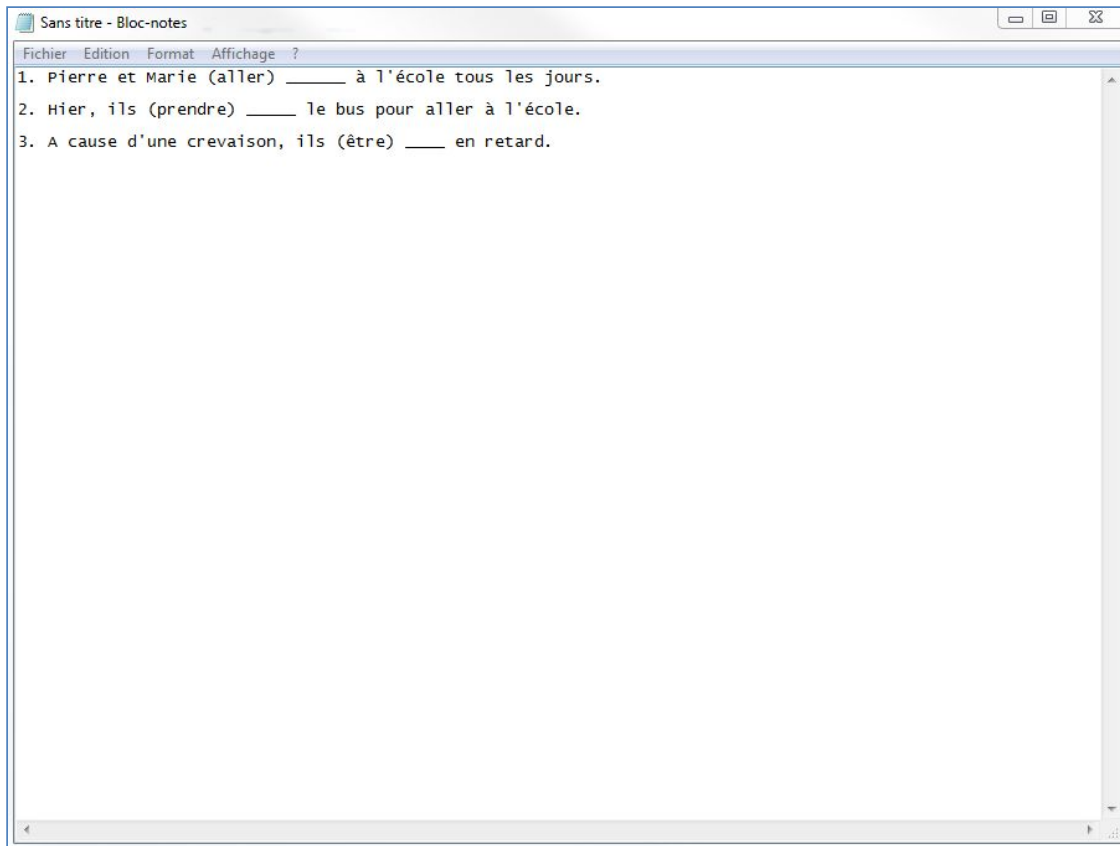 Sans titre - Bloc-notes
Fichier Edition Format Affichage ?
1. Pierre et Marie (aller) ______ à l'école tous les jours.
2. Hier, ils (prendre) _____ le bus pour aller à l'école.
3. A cause d'une crevaison, ils (être) ____ en retard.